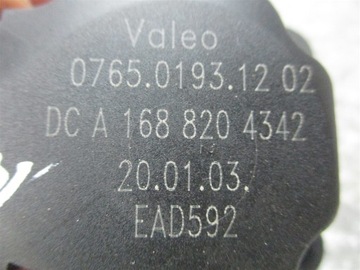 Valeo
0765.0193.12 02
DC A 168 820 4342
20.01.03.
EAD592